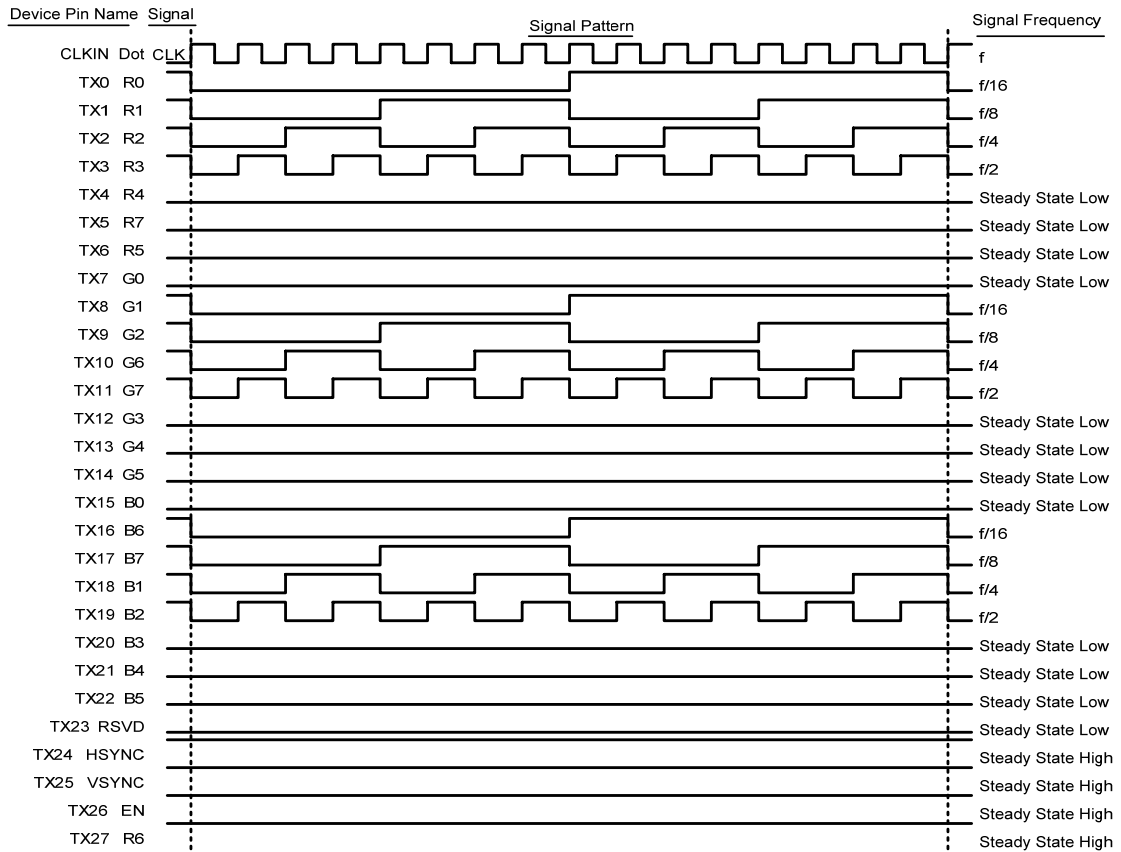 Device Pin Name Signal Signal Pattern Signal Frequency
CLKIN Dot CLK f
TX0 R0 f/16
TX1 R1 f/8
TX2 R2 f/4
TX3 R3 f/2
TX4 R4 Steady State Low
TX5 R7 Steady State Low
TX6 R5 Steady State Low
TX7 G0 Steady State Low
TX8 G1 f/16
TX9 G2 f/8
TX10 G6 f/4
TX11 G7 f/2
TX12 G3 Steady State Low
TX13 G4 Steady State Low
TX14 G5 Steady State Low
TX15 B0 Steady State Low
TX16 B6 f/16
TX17 B7 f/8
TX18 B1 f/4
TX19 B2 f/2
TX20 B3 Steady State Low
TX21 B4 Steady State Low
TX22 B5 Steady State Low
TX23 RSVD Steady State Low
TX24 HSYNC Steady State High
TX25 VSYNC Steady State High
TX26 EN Steady State High
TX27 R6 Steady State High